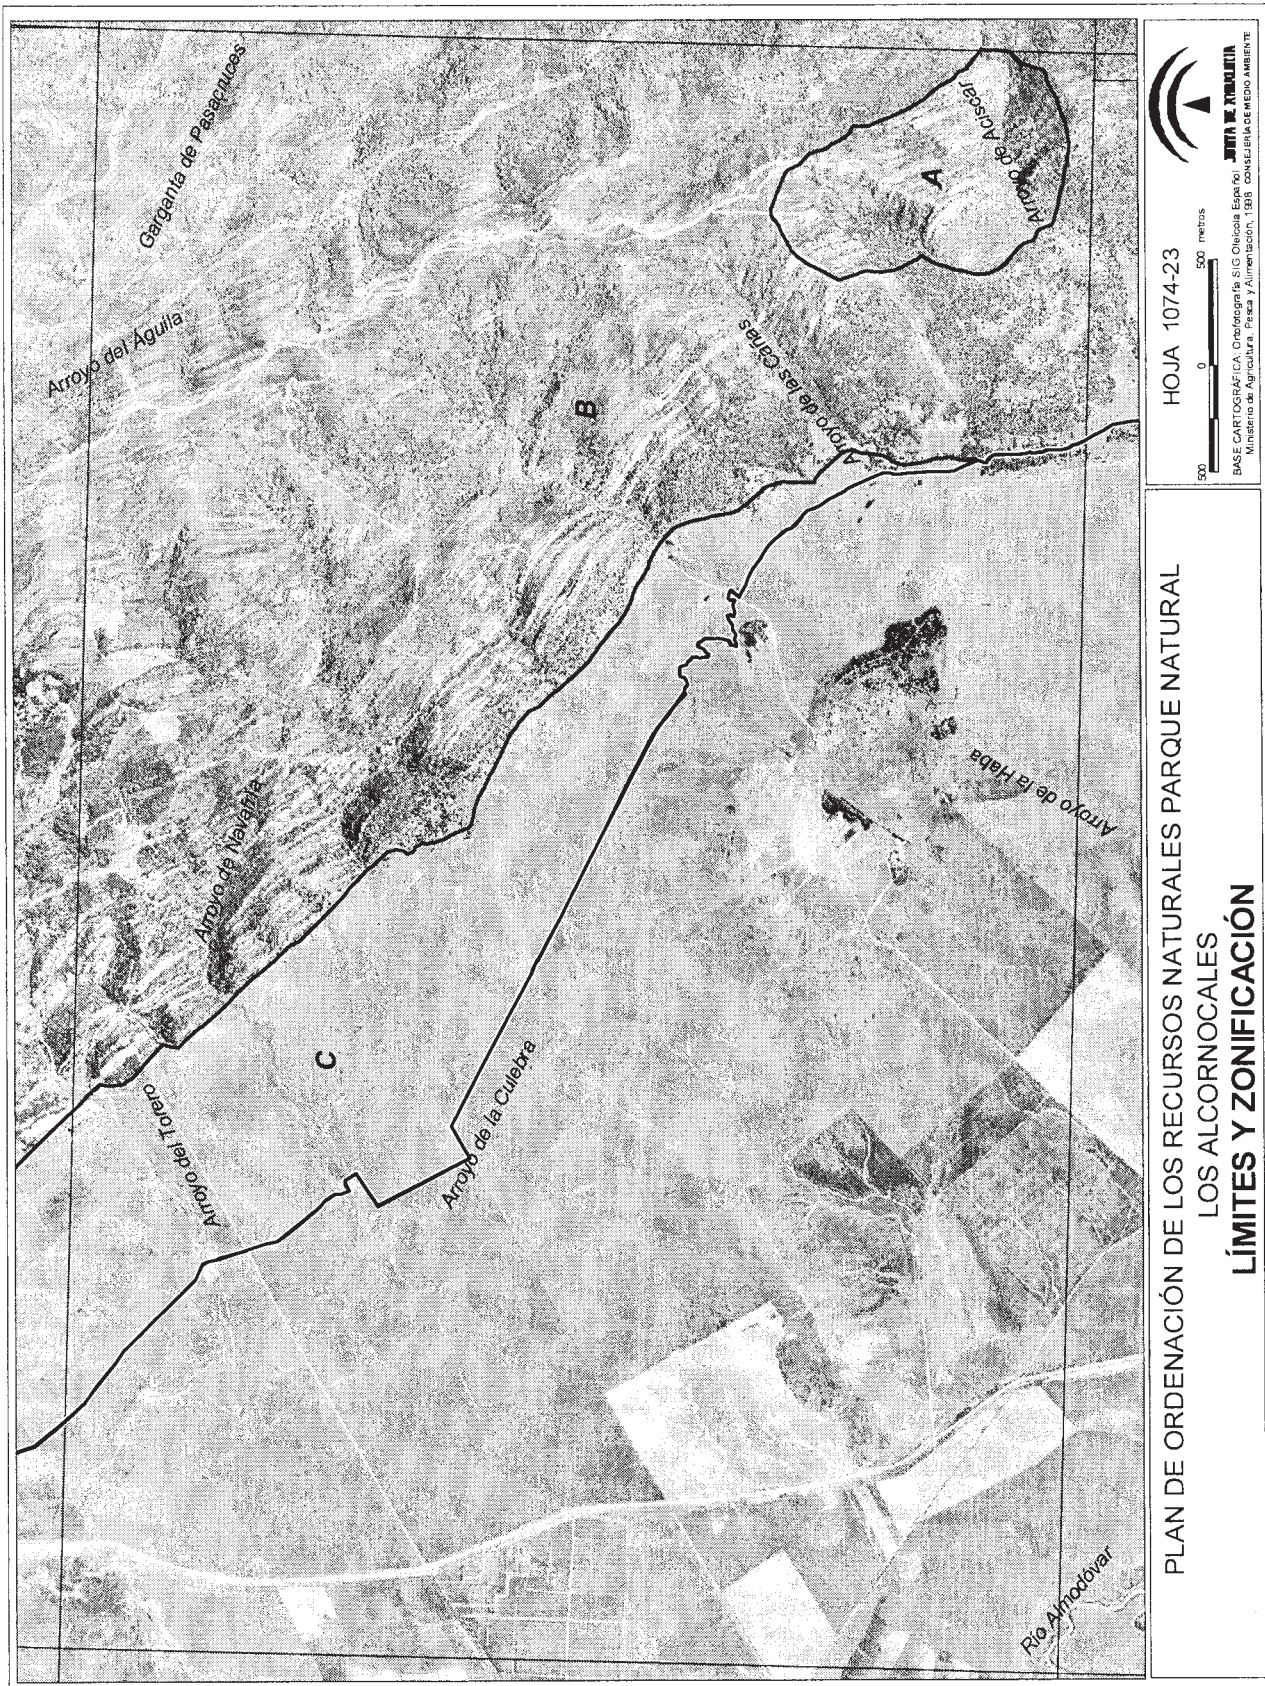 Garganta de Pasacruces
Arroyo del Águila
Arroyo de Aciscar
A
Arroyo de las Cañas
B
Arroyo de Navafría
Arroyo de la Haba
C
Arroyo del Torero
Arroyo de la Culebra
Río Almodóvar
PLAN DE ORDENACIÓN DE LOS RECURSOS NATURALES PARQUE NATURAL
LOS ALCORNOCALES
LÍMITES Y ZONIFICACIÓN
HOJA 1074-23
500 0 500 metros
BASE CARTOGRÁFICA: Ortofotografía SIG Oleícola Español
Ministerio de Agricultura, Pesca y Alimentación, 1998
JUNTA DE ANDALUCIA
CONSEJERÍA DE MEDIO AMBIENTE